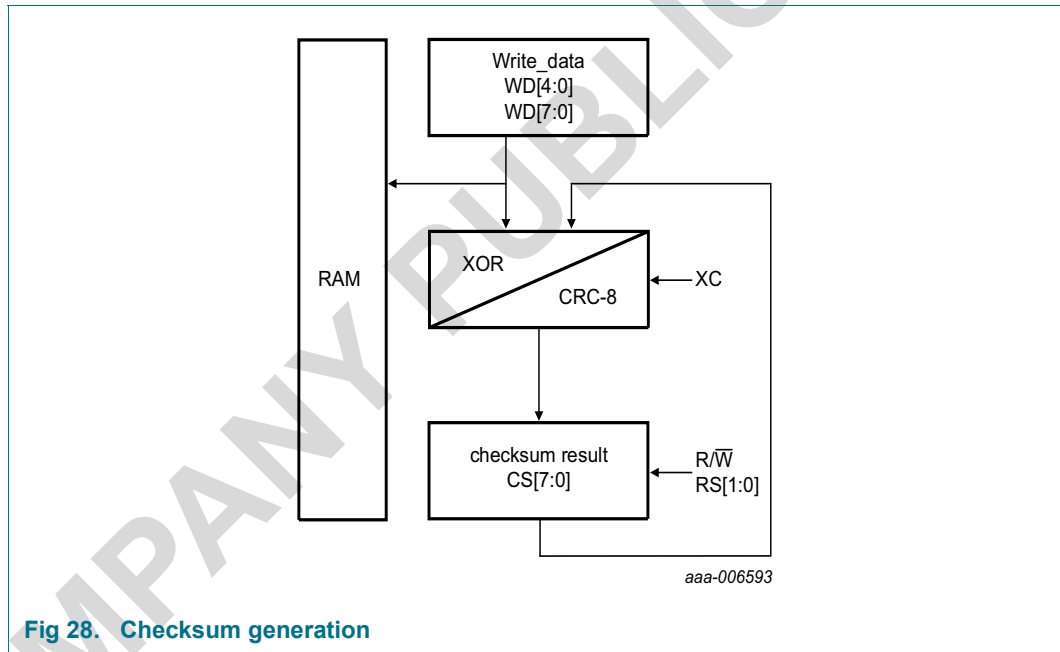 Write_data
WD[4:0]
WD[7:0]
RAM
XOR
CRC-8
XC
checksum result
CS[7:0]
R/W̅
RS[1:0]
aaa-006593
Fig 28. Checksum generation
MPANY PUBLIC